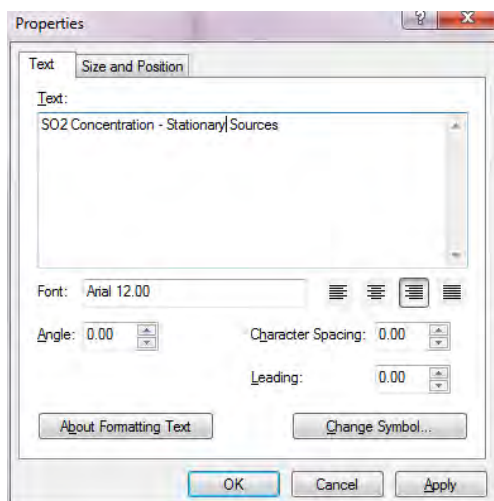 Properties
Text Size and Position
Text:
SO2 Concentration - Stationary Sources
Font: Arial 12.00
Angle: 0.00 Character Spacing: 0.00
Leading: 0.00
About Formatting Text Change Symbol...
OK Cancel Apply